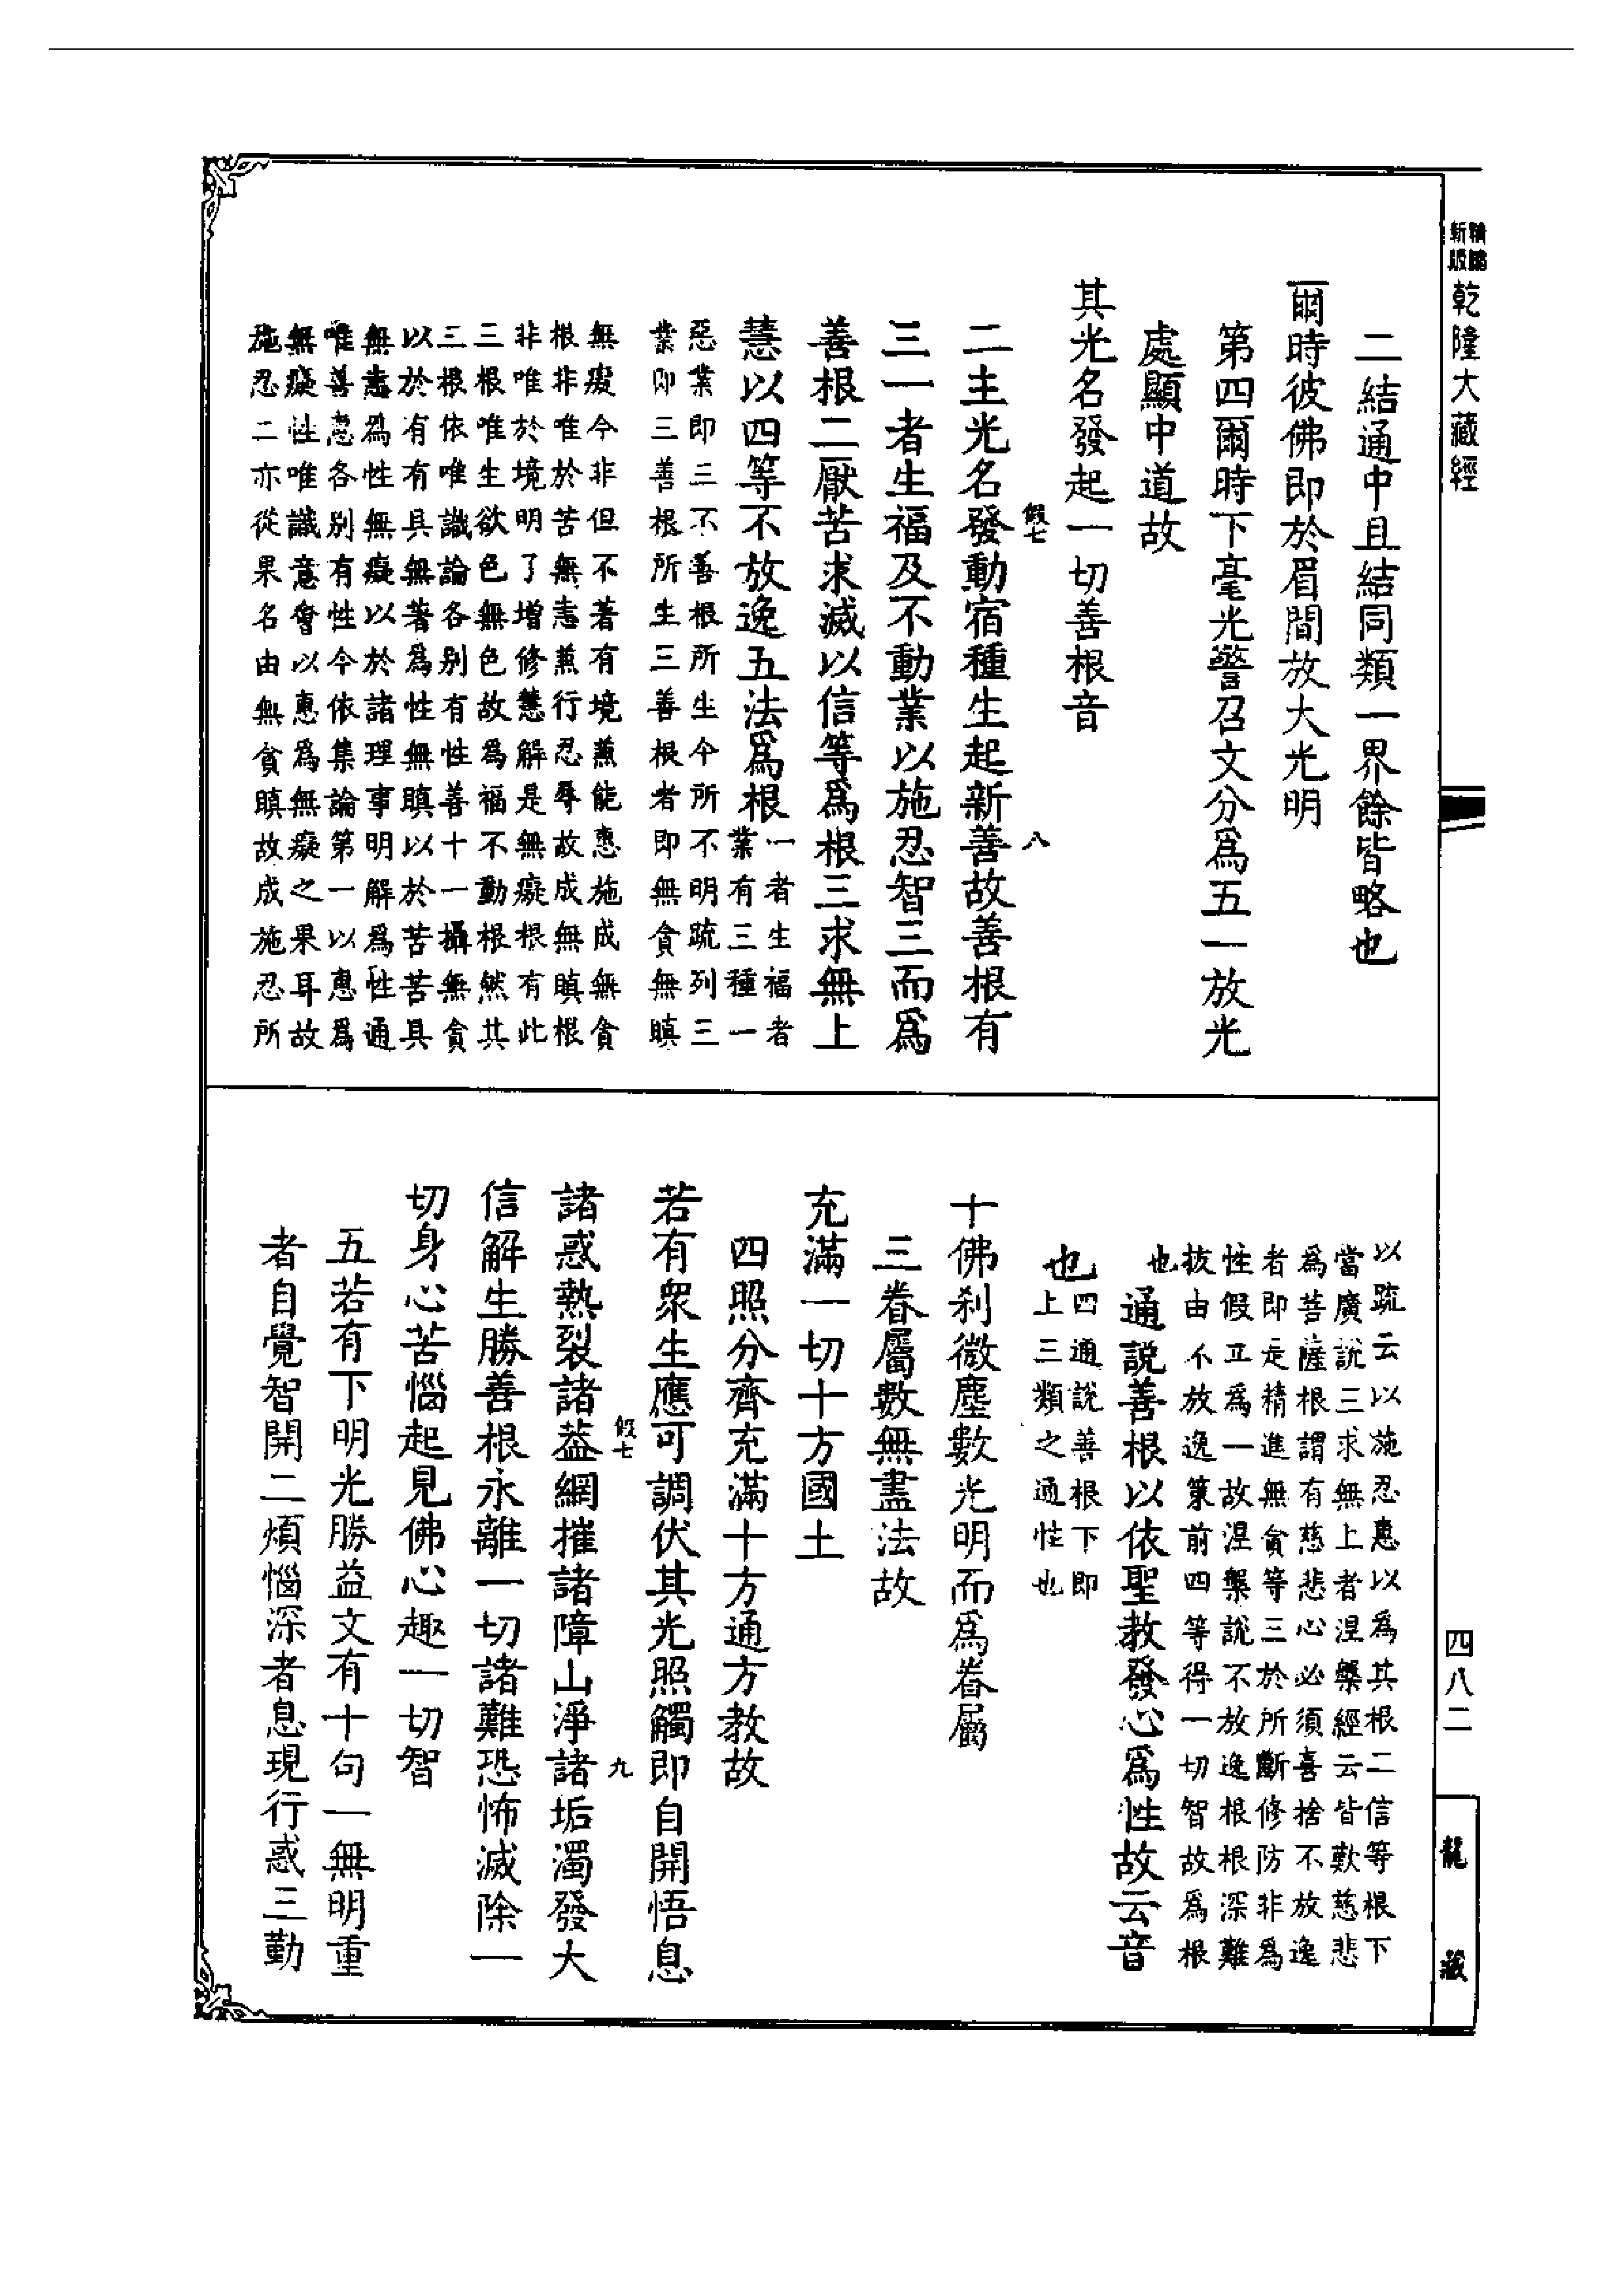 新版
精縮
乾隆大藏經
二結通中且結同類一界餘皆略也
爾時彼佛即於眉間放大光明
第四爾時下毫光警召文分爲五一放光
處顯中道故
其光名發起一切善根音
假七
八
二主光名發動宿種生起新善故善根有
三一者生福及不動業以施忍智三而爲
善根二厭苦求滅以信等爲根三求無上
慧以四等不放逸五法爲根
一者生福者
業有三種一
惡業即三不善根所生今所不明疏列三
業即三善根所生三善根者即無貪無瞋
無癡今非但不著有境兼能惠施成無貪
根非唯於苦無恚兼行忍辱故成無瞋根
非唯於境明了增修慧解是無癡根有此
三根唯生欲色無色故爲福不動根然其
三根依唯識論各別有性善十一攝無貪
以於有有具無著爲性無瞋以於苦苦具
無恚爲性無癡以於諸理事明解爲性通
唯善惠各別有性今依集論第一以惠爲
無癡性唯識意會以惠爲無癡之果耳故
施忍二亦從果名由無貪瞋故成施忍所
四八二
龍藏
以疏云以施忍惠以爲其根二信等根下
當廣說三求無上者涅槃經云皆歎慈悲
爲菩薩根謂有慈悲心必須喜捨不放逸
者即是精進無貪等三於所斷修防非爲
性假立爲一故涅槃說不放逸根根深難
拔由不放逸策前四等得一切智故爲根
也
通說善根以依聖教發心爲性故云音
也
四通說善根下即
上三類之通性也
十佛刹微塵數光明而爲眷屬
三眷屬數無盡法故
充滿一切十方國土
四照分齊充滿十方通方教故
若有衆生應可調伏其光照觸即自開悟息
假七
九
諸惑熱裂諸葢網摧諸障山淨諸垢濁發大
信解生勝善根永離一切諸難恐怖滅除一
切身心苦惱起見佛心趣一切智
五若有下明光勝益文有十句一無明重
者自覺智開二煩惱深者息現行惑三勤